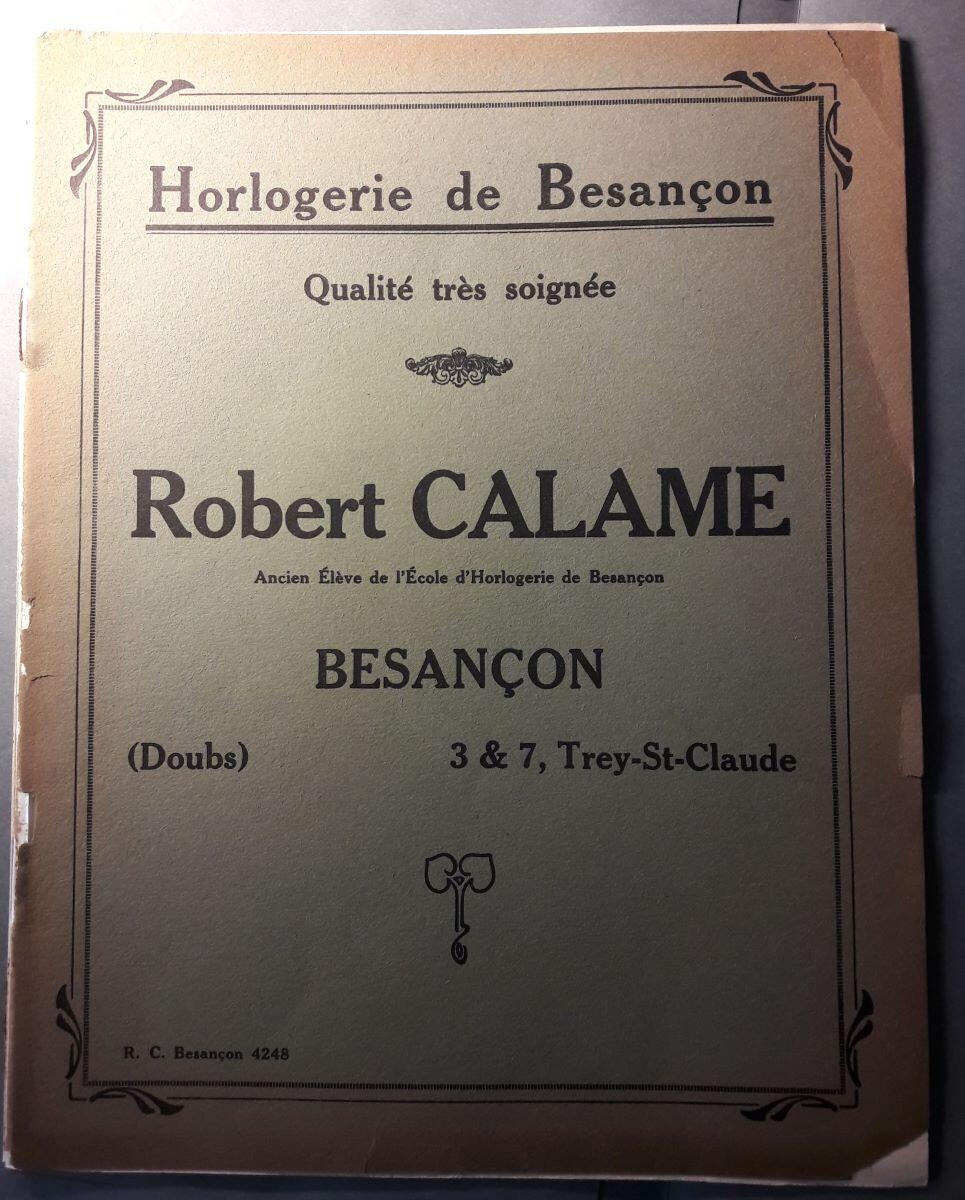 Horlogerie de Besançon
Qualité très soignée
Robert CALAME
Ancien Élève de l'École d'Horlogerie de Besançon
BESANÇON
(Doubs) 3 & 7, Trey-St-Claude
R. C. Besançon 4248